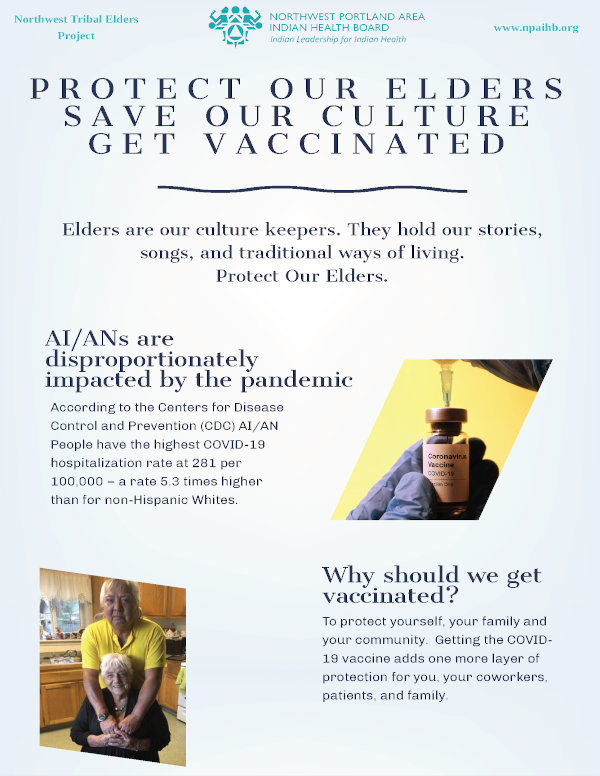 Northwest Tribal Elders
Project
NORTHWEST PORTLAND AREA
INDIAN HEALTH BOARD
Indian Leadership for Indian Health
www.npaihb.org
PROTECT OUR ELDERS
SAVE OUR CULTURE
GET VACCINATED
Elders are our culture keepers. They hold our stories,
songs, and traditional ways of living.
Protect Our Elders.
AI/ANs are
disproportionately
impacted by the pandemic
According to the Centers for Disease
Control and Prevention (CDC) AI/AN
People have the highest COVID-19
hospitalization rate at 281 per
100,000 – a rate 5.3 times higher
than for non-Hispanic Whites.
Coronavirus
Vaccine
COVID-19
Why should we get
vaccinated?
To protect yourself, your family and
your community. Getting the COVID-
19 vaccine adds one more layer of
protection for you, your coworkers,
patients, and family.